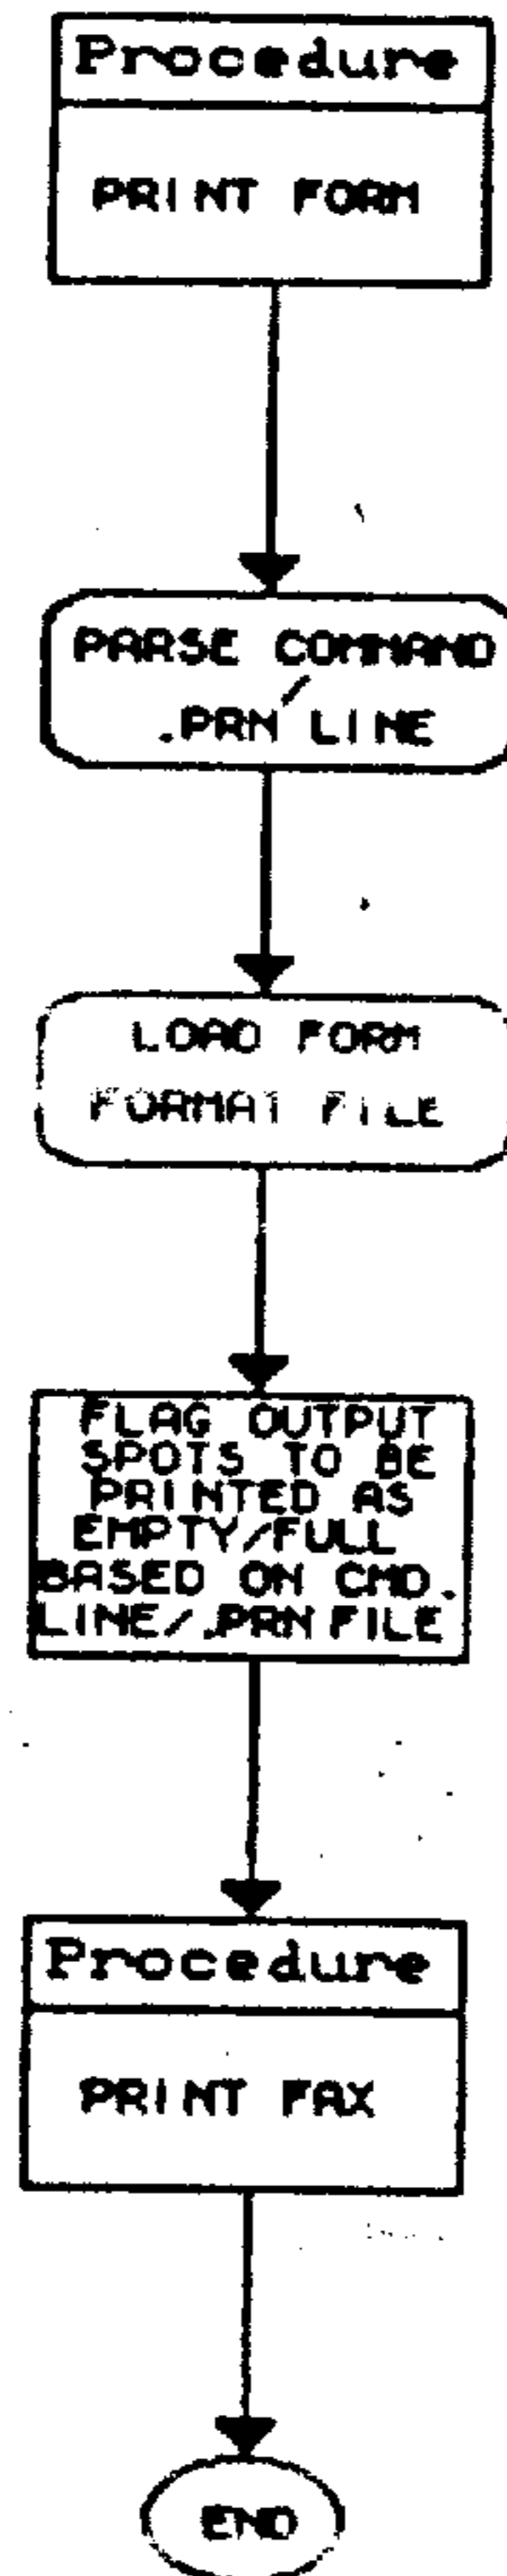 Procedure
PRINT FORM
PARSE COMMAND
/
.PRN LINE
LOAD FORM
FORMAT FILE
FLAG OUTPUT
SPOTS TO BE
PRINTED AS
EMPTY/FULL
BASED ON CMD.
LINE/.PRN FILE
Procedure
PRINT FAX
END